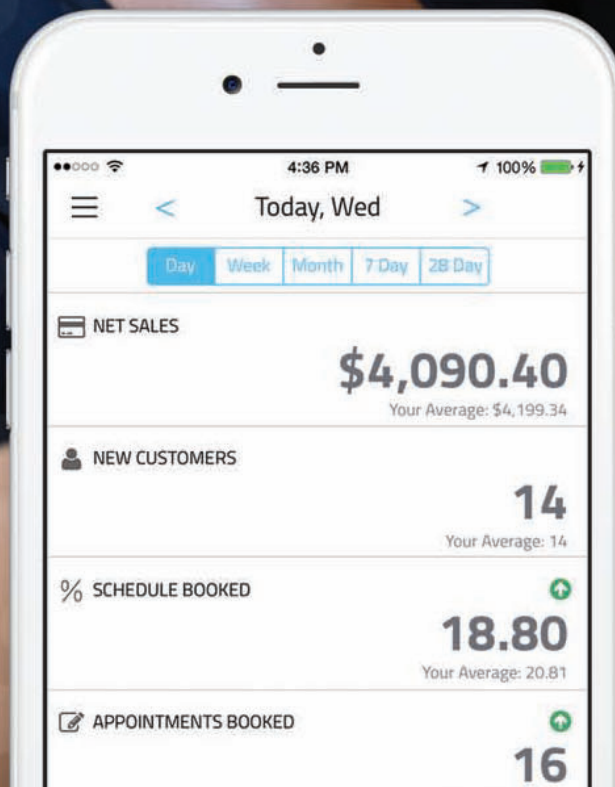 4:36 PM
100%
Today, Wed
Day Week Month 7 Day 28 Day
NET SALES
$4,090.40
Your Average: $4,199.34
NEW CUSTOMERS
14
Your Average: 14
% SCHEDULE BOOKED
18.80
Your Average: 20.81
APPOINTMENTS BOOKED
16